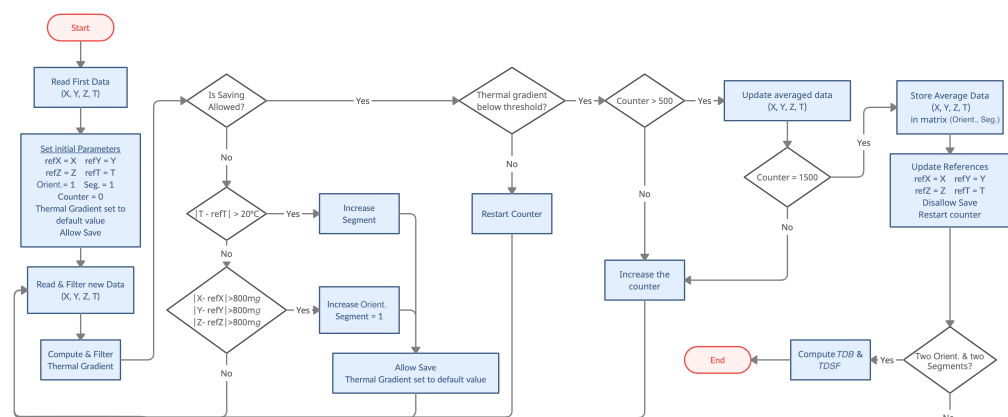 Start
Read First Data
(X, Y, Z, T)
Set initial Parameters
refX = X refY = Y
refZ = Z refT = T
Orient.= 1 Seg. = 1
Counter = 0
Thermal Gradient set to
default value
Allow Save
Read & Filter new Data
(X, Y, Z, T)
Compute & Filter
Thermal Gradient
Is Saving
Allowed?
Yes
No
|T - refT| > 20ºC
Yes
Increase
Segment
No
|X- refX|>800mg
|Y- refY|>800mg
|Z- refZ|>800mg
Yes
Increase Orient.
Segment = 1
No
Allow Save
Thermal Gradient set to default value
Thermal gradient
below threshold?
Yes
No
Restart Counter
Counter > 500
Yes
No
Increase the
counter
Update averaged data
(X, Y, Z, T)
Counter = 1500
Yes
No
Store Average Data
(X, Y, Z, T)
in matrix (Orient., Seg.)
Update References
refX = X refY = Y
refZ = Z refT = T
Disallow Save
Restart counter
Two Orient. & two
Segments?
Yes
No
Compute TDB &
TDSF
End